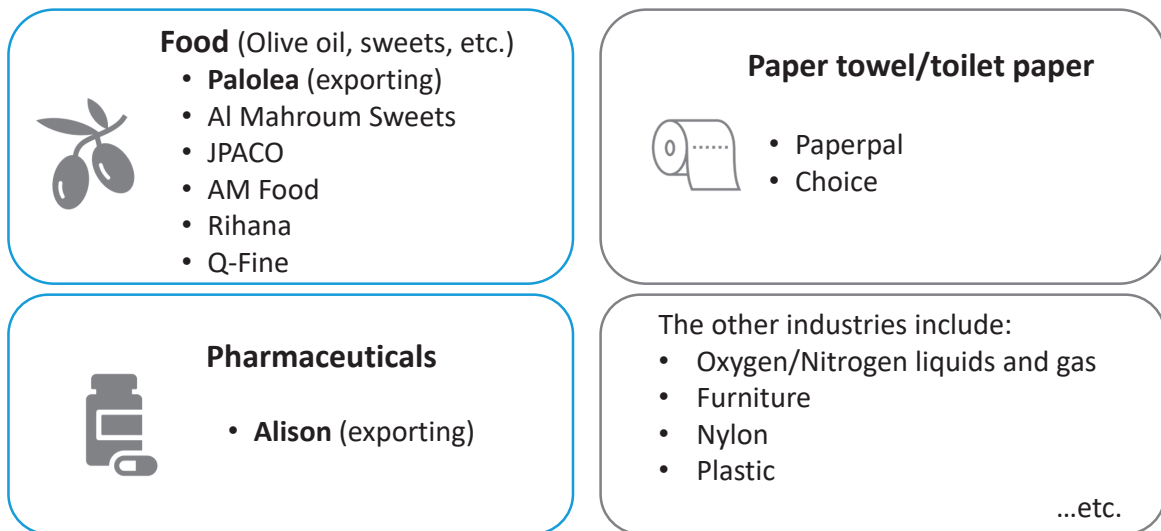 Food (Olive oil, sweets, etc.)
• Palolea (exporting)
• Al Mahroum Sweets
• JPACO
• AM Food
• Rihana
• Q-Fine
Paper towel/toilet paper
• Paperpal
• Choice
Pharmaceuticals
• Alison (exporting)
The other industries include:
• Oxygen/Nitrogen liquids and gas
• Furniture
• Nylon
• Plastic
...etc.